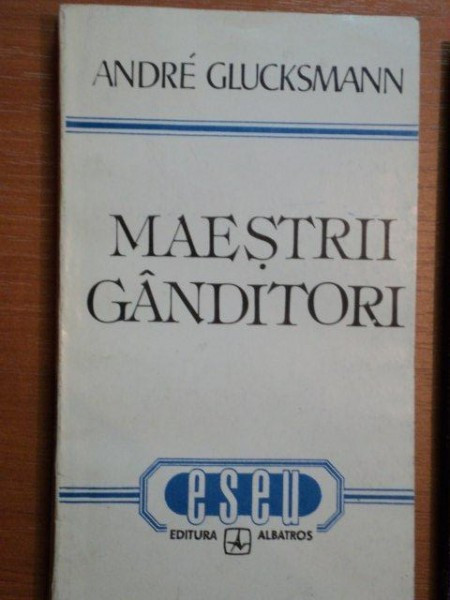 ANDRÉ GLUCKSMANN
MAEȘTRII
GÂNDITORI
eseu
EDITURA ALBATROS